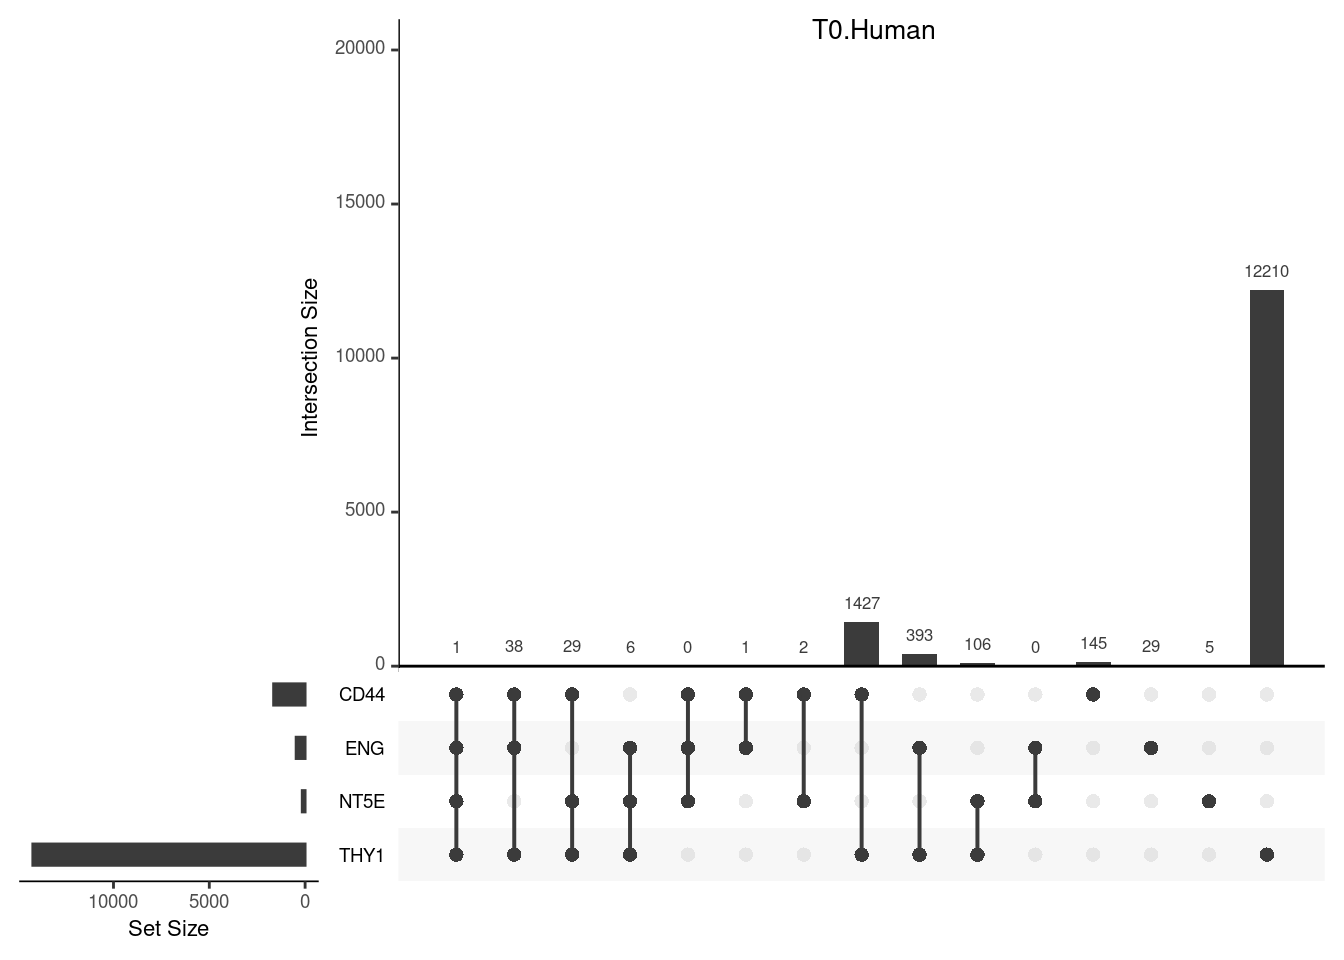 T0.Human
20000
15000
10000
5000
0
Intersection Size
1 38 29 6 0 1 2 1427 393 106 0 145 29 5 12210
CD44
ENG
NT5E
THY1
10000 5000 0
Set Size